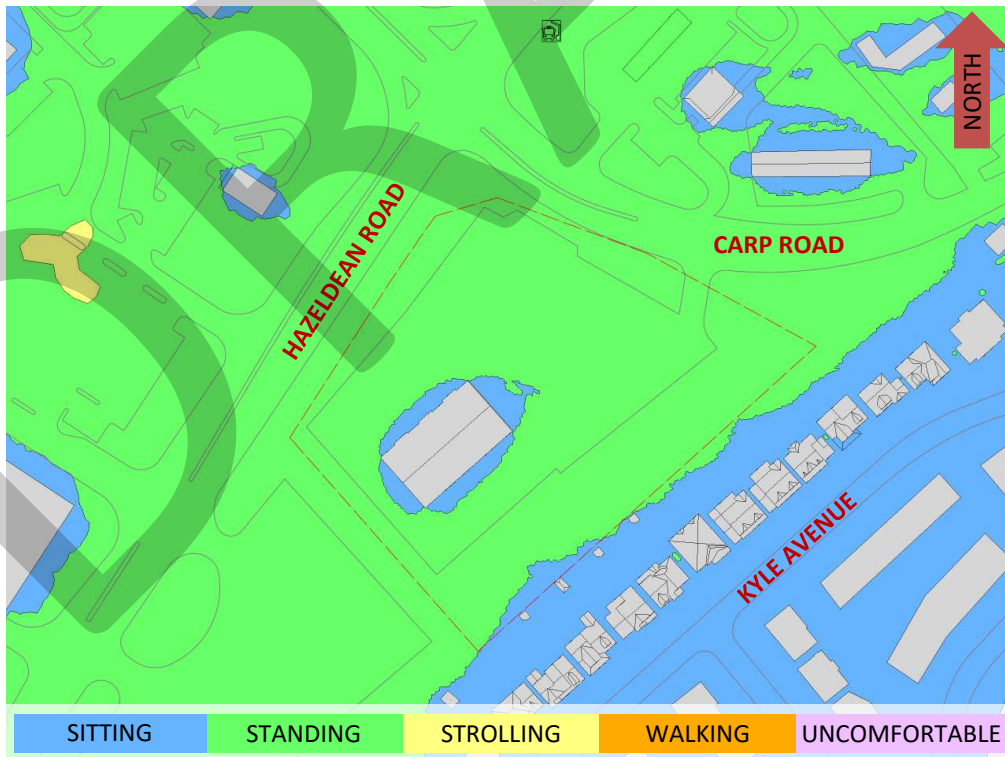 NORTH
HAZELDEAN ROAD
CARP ROAD
KYLE AVENUE
SITTING
STANDING
STROLLING
WALKING
UNCOMFORTABLE